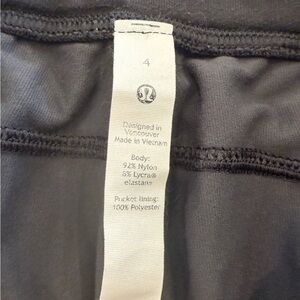 4
Designed in
Vancouver
Made in Vietnam
Body:
92% Nylon
8% Lycra®
elastane
Pocket lining:
100% Polyester